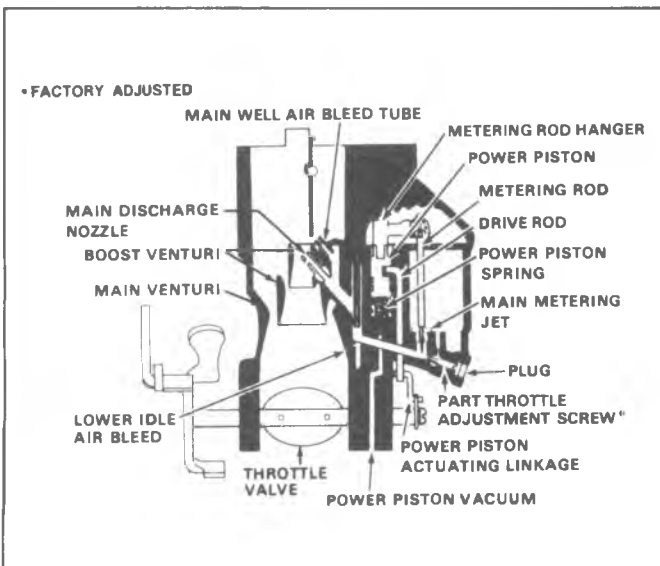 *FACTORY ADJUSTED
MAIN WELL AIR BLEED TUBE
METERING ROD HANGER
POWER PISTON
METERING ROD
MAIN DISCHARGE
NOZZLE
DRIVE ROD
BOOST VENTURI
POWER PISTON
SPRING
MAIN VENTURI
MAIN METERING
JET
PLUG
PART THROTTLE
ADJUSTMENT SCREW*
LOWER IDLE
AIR BLEED
POWER PISTON
ACTUATING LINKAGE
THROTTLE
VALVE
POWER PISTON VACUUM